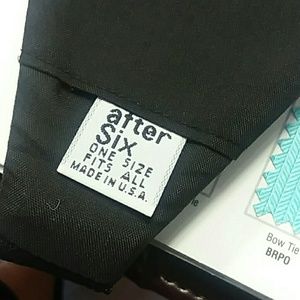 after
Six
ONE SIZE
FITS ALL
MADE IN U.S.A.
Bow Tie
BRPO